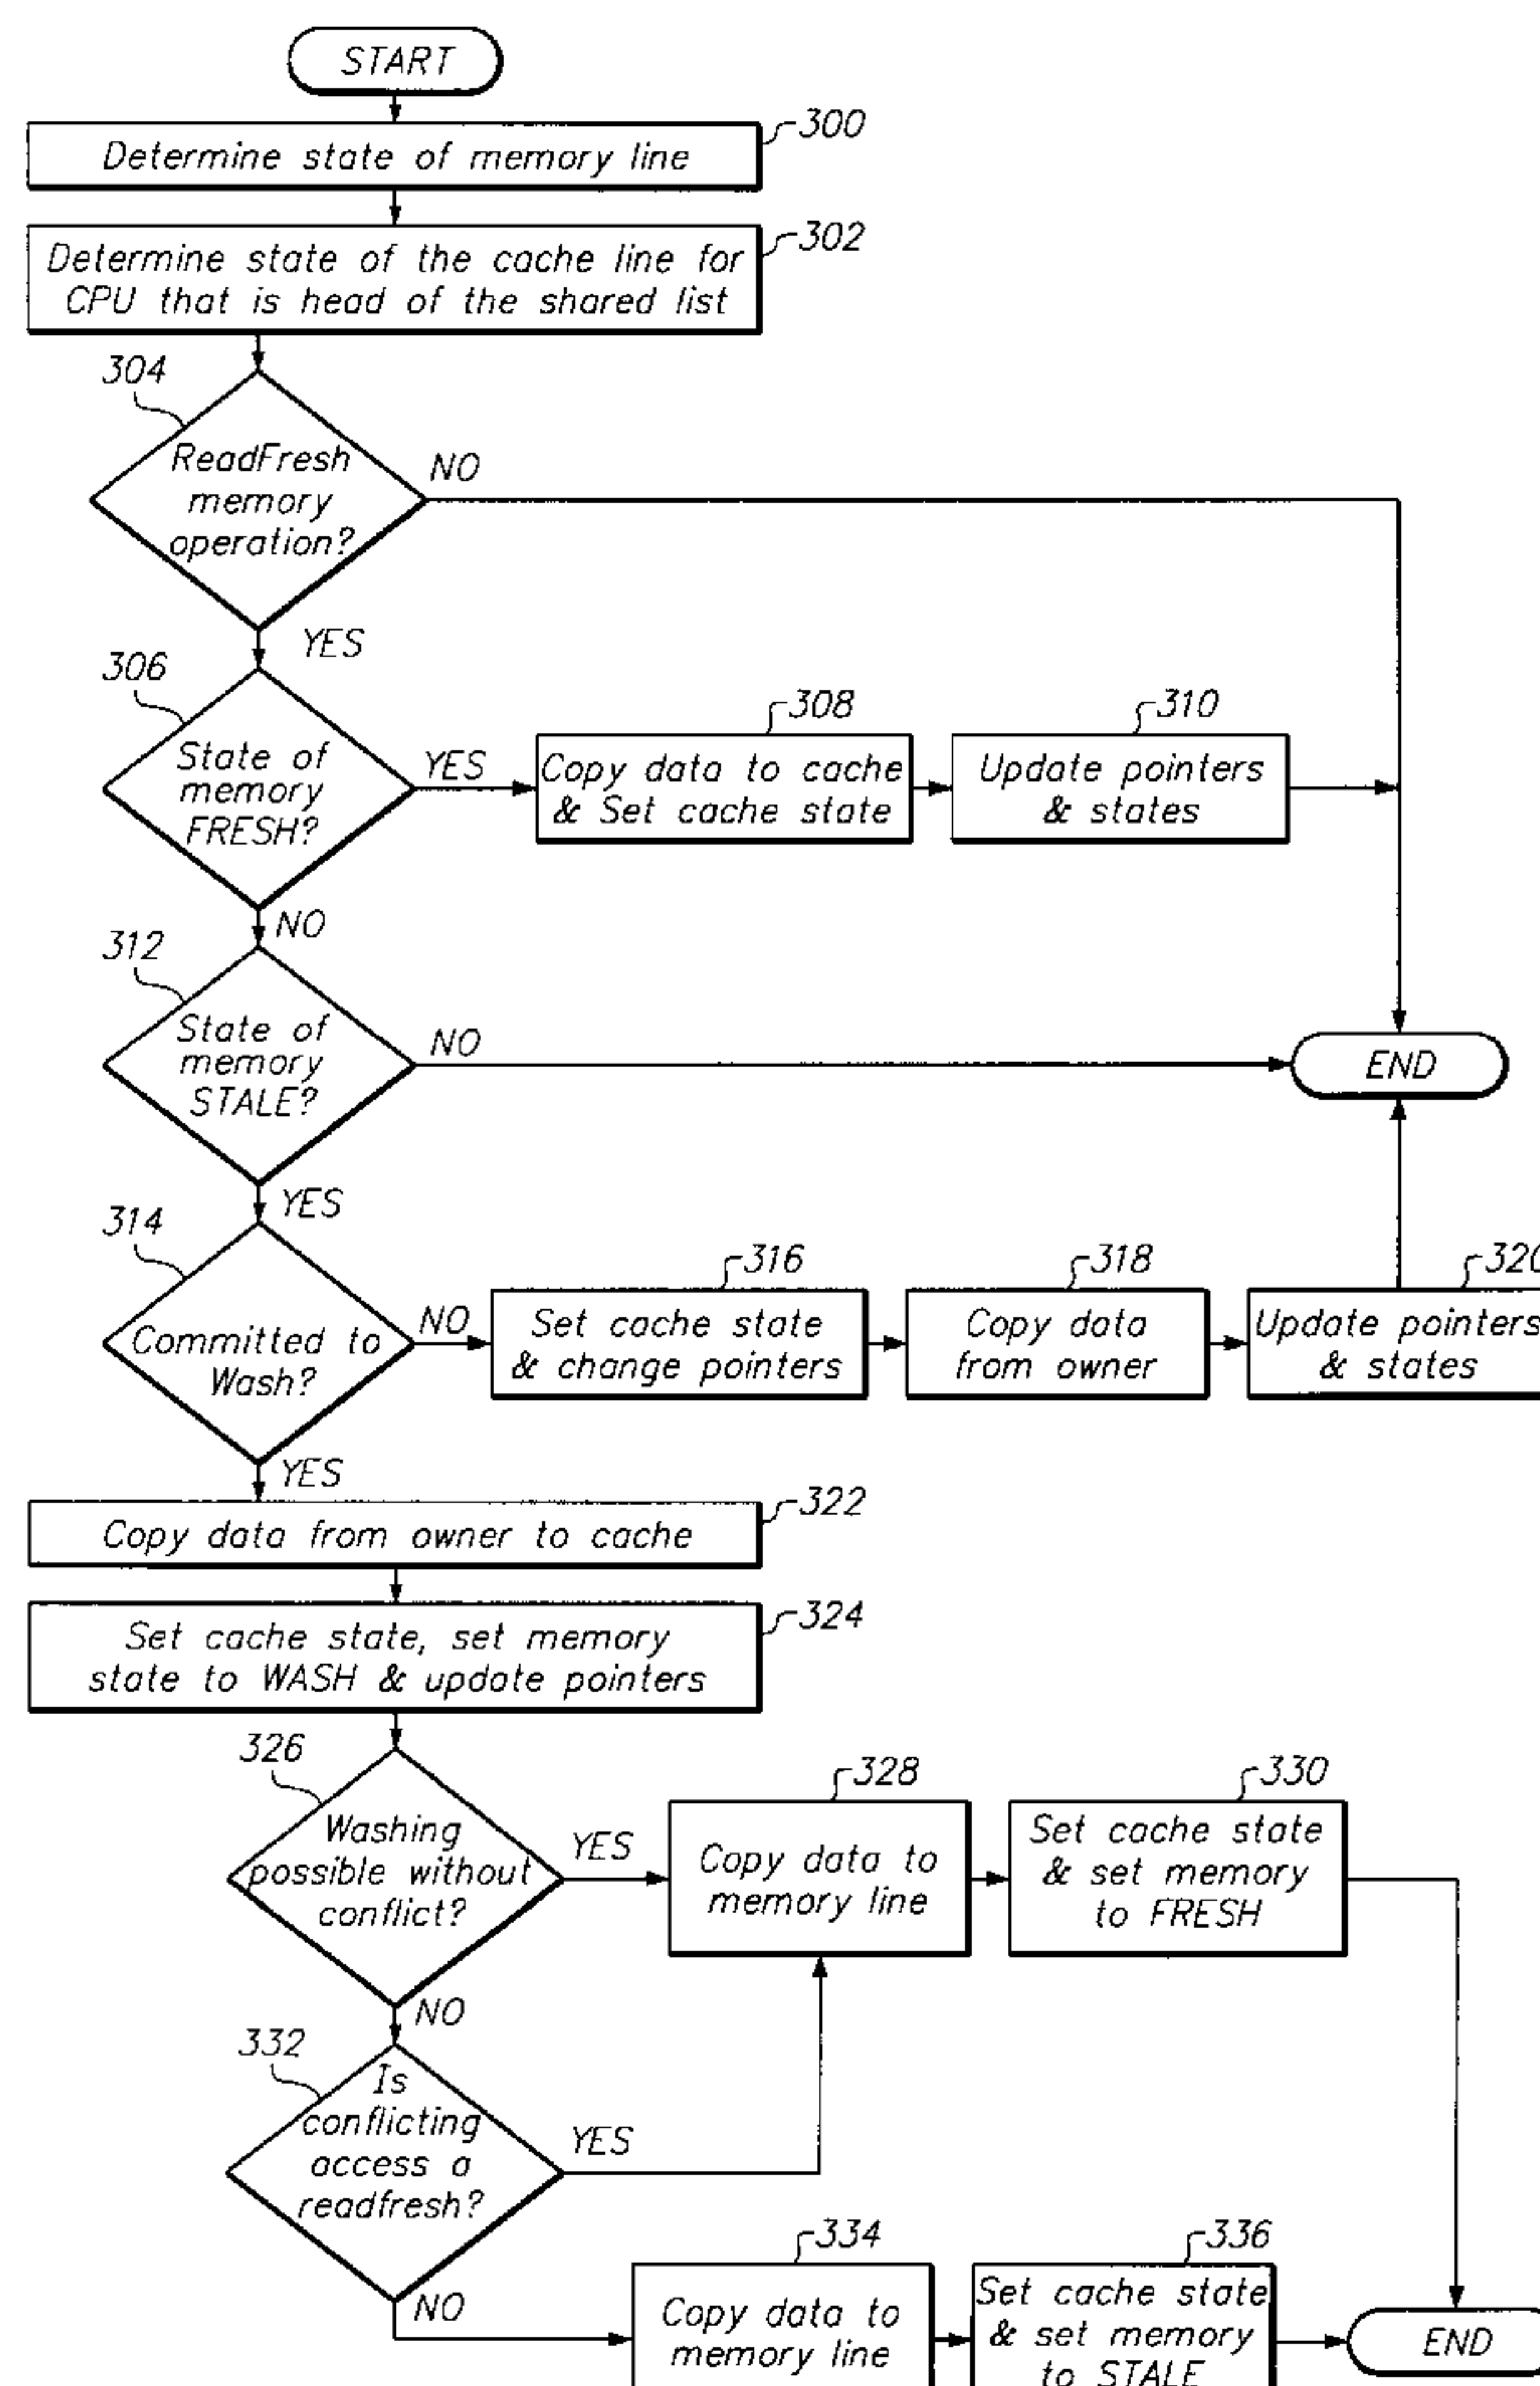 START
300
Determine state of memory line
302
Determine state of the cache line for
CPU that is head of the shared list
304
ReadFresh
memory
operation?
NO
YES
306
State of
memory
FRESH?
YES
308
Copy data to cache
& Set cache state
310
Update pointers
& states
NO
312
State of
memory
STALE?
NO
END
YES
314
Committed to
Wash?
NO
316
Set cache state
& change pointers
318
Copy data
from owner
320
Update pointers
& states
YES
322
Copy data from owner to cache
324
Set cache state, set memory
state to WASH & update pointers
326
Washing
possible without
conflict?
YES
328
Copy data to
memory line
330
Set cache state
& set memory
to FRESH
NO
332
Is
conflicting
access a
readfresh?
YES
NO
334
Copy data to
memory line
336
Set cache state
& set memory
to STALE
END